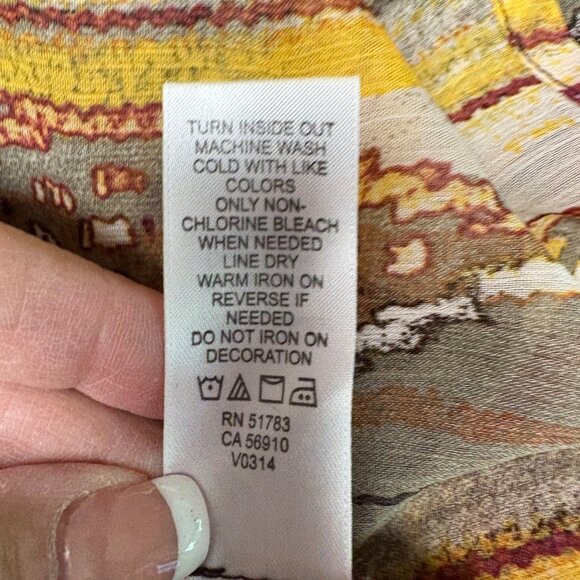 TURN INSIDE OUT
MACHINE WASH
COLD WITH LIKE
COLORS
ONLY NON-
CHLORINE BLEACH
WHEN NEEDED
LINE DRY
WARM IRON ON
REVERSE IF
NEEDED
DO NOT IRON ON
DECORATION
RN 51783
CA 56910
V0314